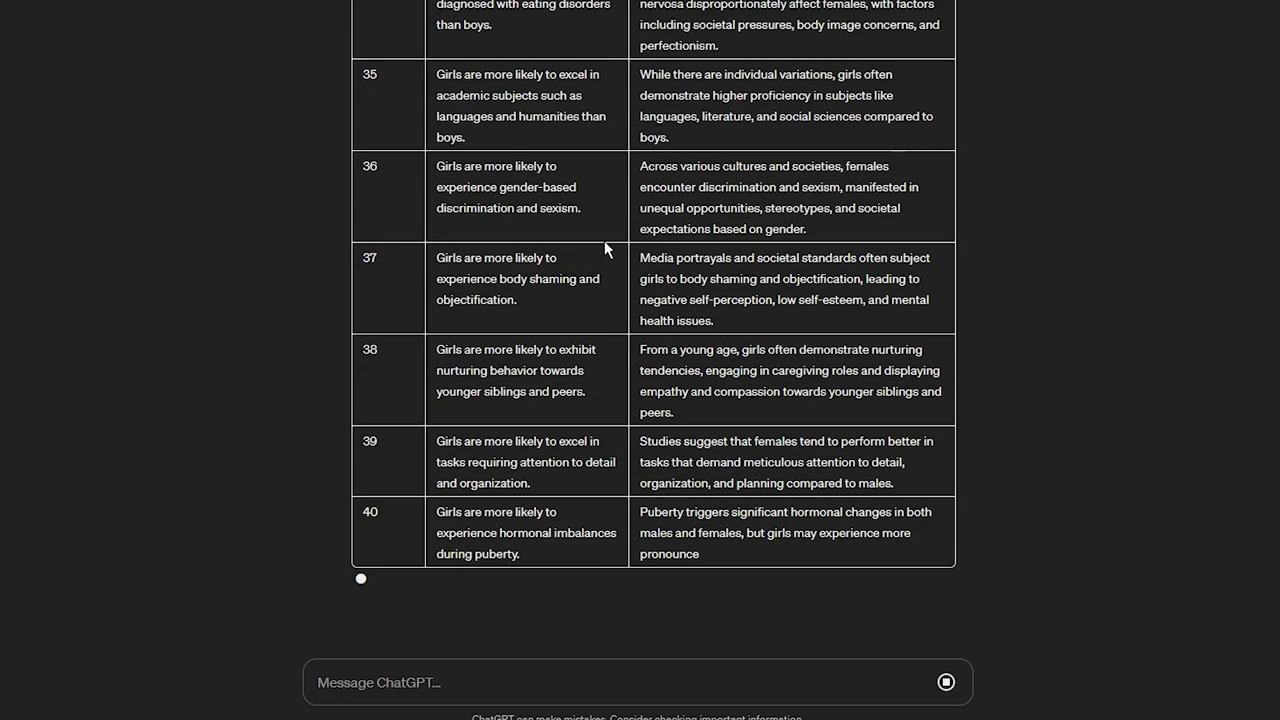 diagnosed with eating disorders
than boys.
nervosa disproportionately affect females, with factors
including societal pressures, body image concerns, and
perfectionism.
35
Girls are more likely to excel in
academic subjects such as
languages and humanities than
boys.
While there are individual variations, girls often
demonstrate higher proficiency in subjects like
languages, literature, and social sciences compared to
boys.
36
Girls are more likely to
experience gender-based
discrimination and sexism.
Across various cultures and societies, females
encounter discrimination and sexism, manifested in
unequal opportunities, stereotypes, and societal
expectations based on gender.
37
Girls are more likely to
experience body shaming and
objectification.
Media portrayals and societal standards often subject
girls to body shaming and objectification, leading to
negative self-perception, low self-esteem, and mental
health issues.
38
Girls are more likely to exhibit
nurturing behavior towards
younger siblings and peers.
From a young age, girls often demonstrate nurturing
tendencies, engaging in caregiving roles and displaying
empathy and compassion towards younger siblings and
peers.
39
Girls are more likely to excel in
tasks requiring attention to detail
and organization.
Studies suggest that females tend to perform better in
tasks that demand meticulous attention to detail,
organization, and planning compared to males.
40
Girls are more likely to
experience hormonal imbalances
during puberty.
Puberty triggers significant hormonal changes in both
males and females, but girls may experience more
pronounce
Message ChatGPT...
ChatGPT can make mistakes. Consider checking important information.